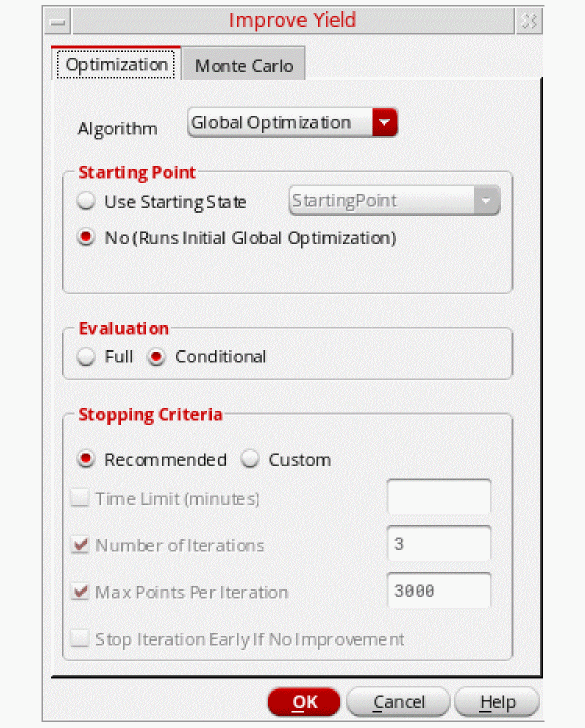 Improve Yield
Optimization Monte Carlo
Algorithm Global Optimization
Starting Point
Use Starting State StartingPoint
No (Runs Initial Global Optimization)
Evaluation
Full Conditional
Stopping Criteria
Recommended Custom
Time Limit (minutes)
Number of Iterations 3
Max Points Per Iteration 3000
Stop Iteration Early If No Improvement
OK Cancel Help